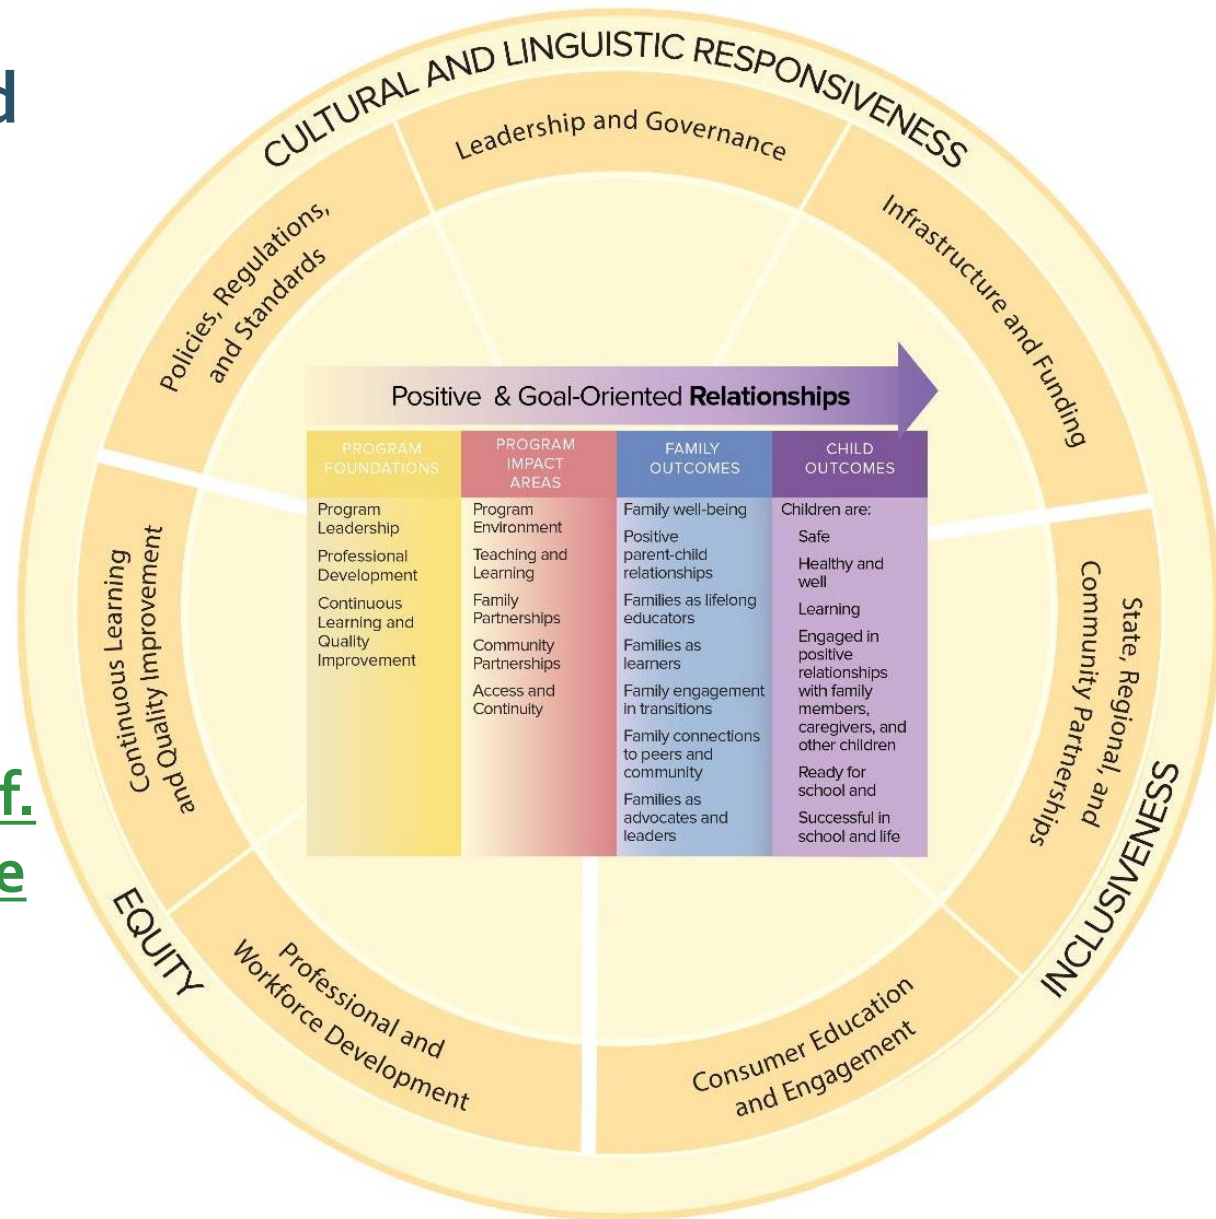 d
f.
e
CULTURAL AND LINGUISTIC RESPONSIVENESS
Leadership and Governance
Infrastructure and Funding
State, Regional, and
Community Partnerships
INCLUSIVENESS
Consumer Education
and Engagement
Professional and
Workforce Development
EQUITY
Continuous Learning
and Quality Improvement
Policies, Regulations,
and Standards
Positive & Goal-Oriented Relationships
PROGRAM
FOUNDATIONS
Program
Leadership
Professional
Development
Continuous
Learning and
Quality
Improvement
PROGRAM
IMPACT
AREAS
Program
Environment
Teaching and
Learning
Family
Partnerships
Community
Partnerships
Access and
Continuity
FAMILY
OUTCOMES
Family well-being
Positive
parent-child
relationships
Families as lifelong
educators
Families as
learners
Family engagement
in transitions
Family connections
to peers and
community
Families as
advocates and
leaders
CHILD
OUTCOMES
Children are:
Safe
Healthy and
well
Learning
Engaged in
positive
relationships
with family
members,
caregivers, and
other children
Ready for
school and
Successful in
school and life